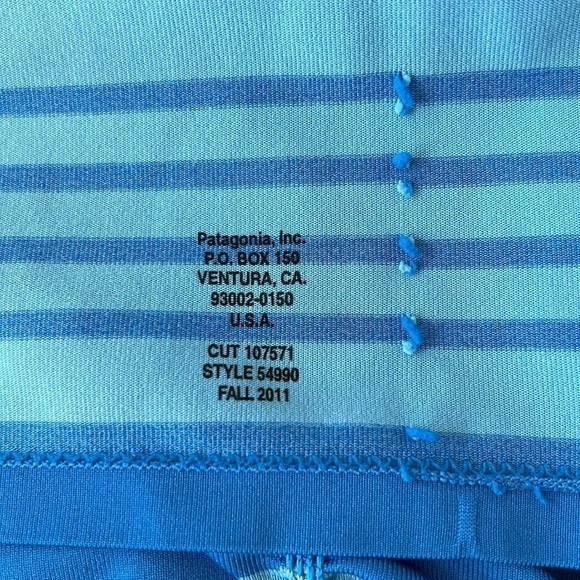 Patagonia, Inc.
P.O. BOX 150
VENTURA, CA.
93002-0150
U.S.A.
CUT 107571
STYLE 54990
FALL 2011